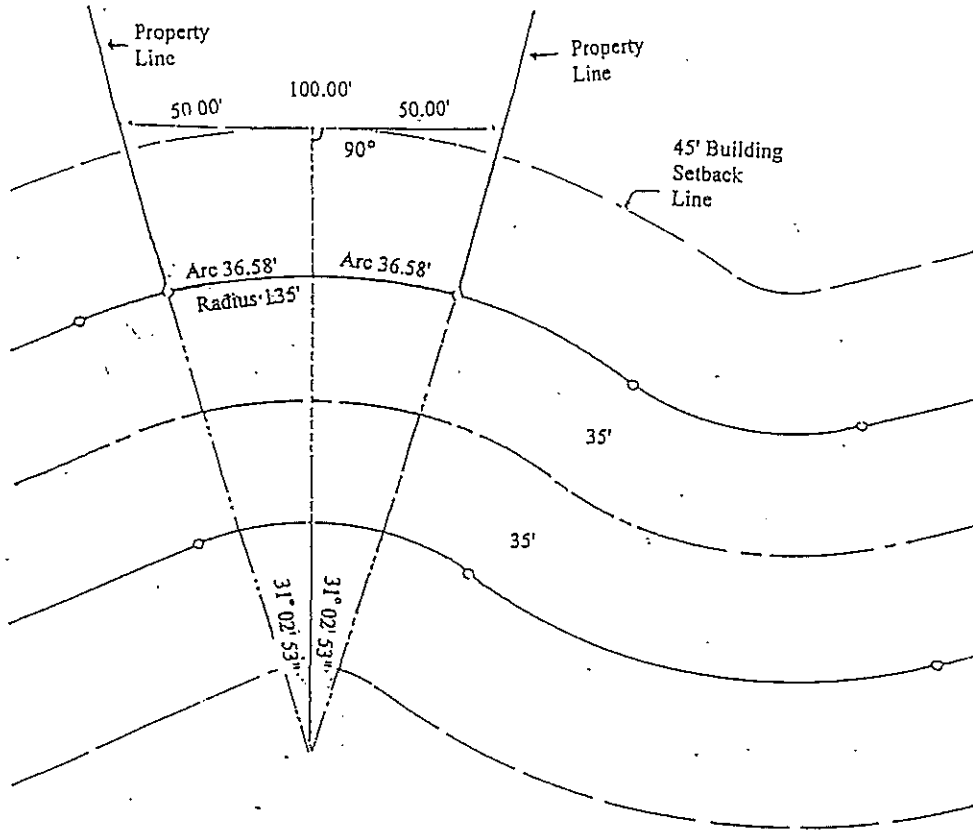 Property
Line
Property
Line
100.00'
50 00'
50.00'
90°
45' Building
Setback
Line
Arc 36.58'
Arc 36.58'
Radius 135'
35'
35'
31° 02' 53"
31° 02' 53"